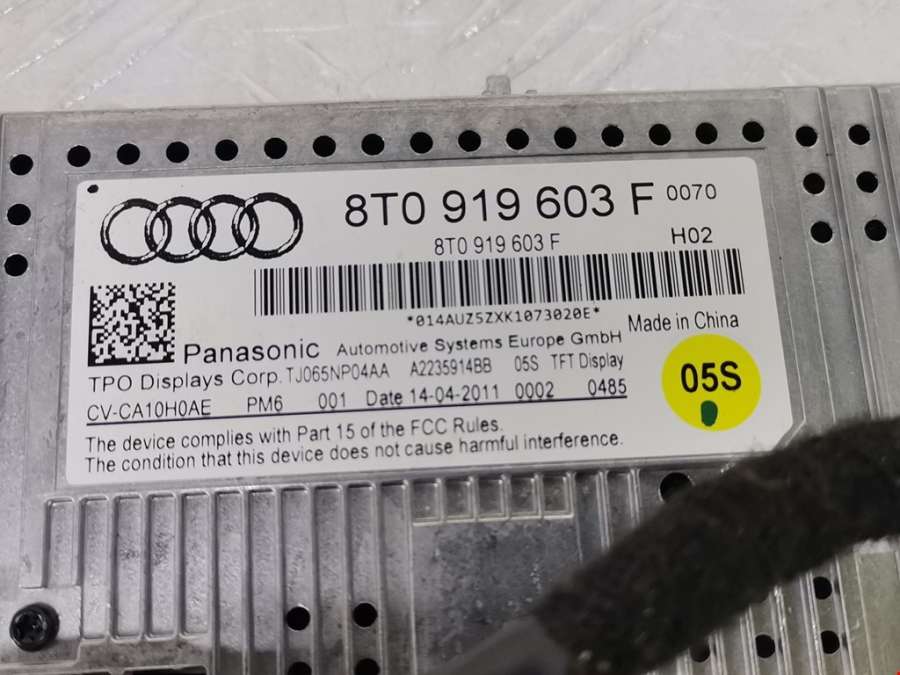 8T0 919 603 F 0070
8T0 919 603 F H02
*014AUZ5ZXK1073020E*
Panasonic Automotive Systems Europe GmbH Made in China
TPO Displays Corp. TJ065NP04AA A2235914BB 05S TFT Display
CV-CA10H0AE PM6 001 Date 14-04-2011 0002 0485
05S
The device complies with Part 15 of the FCC Rules.
The condition that this device does not cause harmful interference.